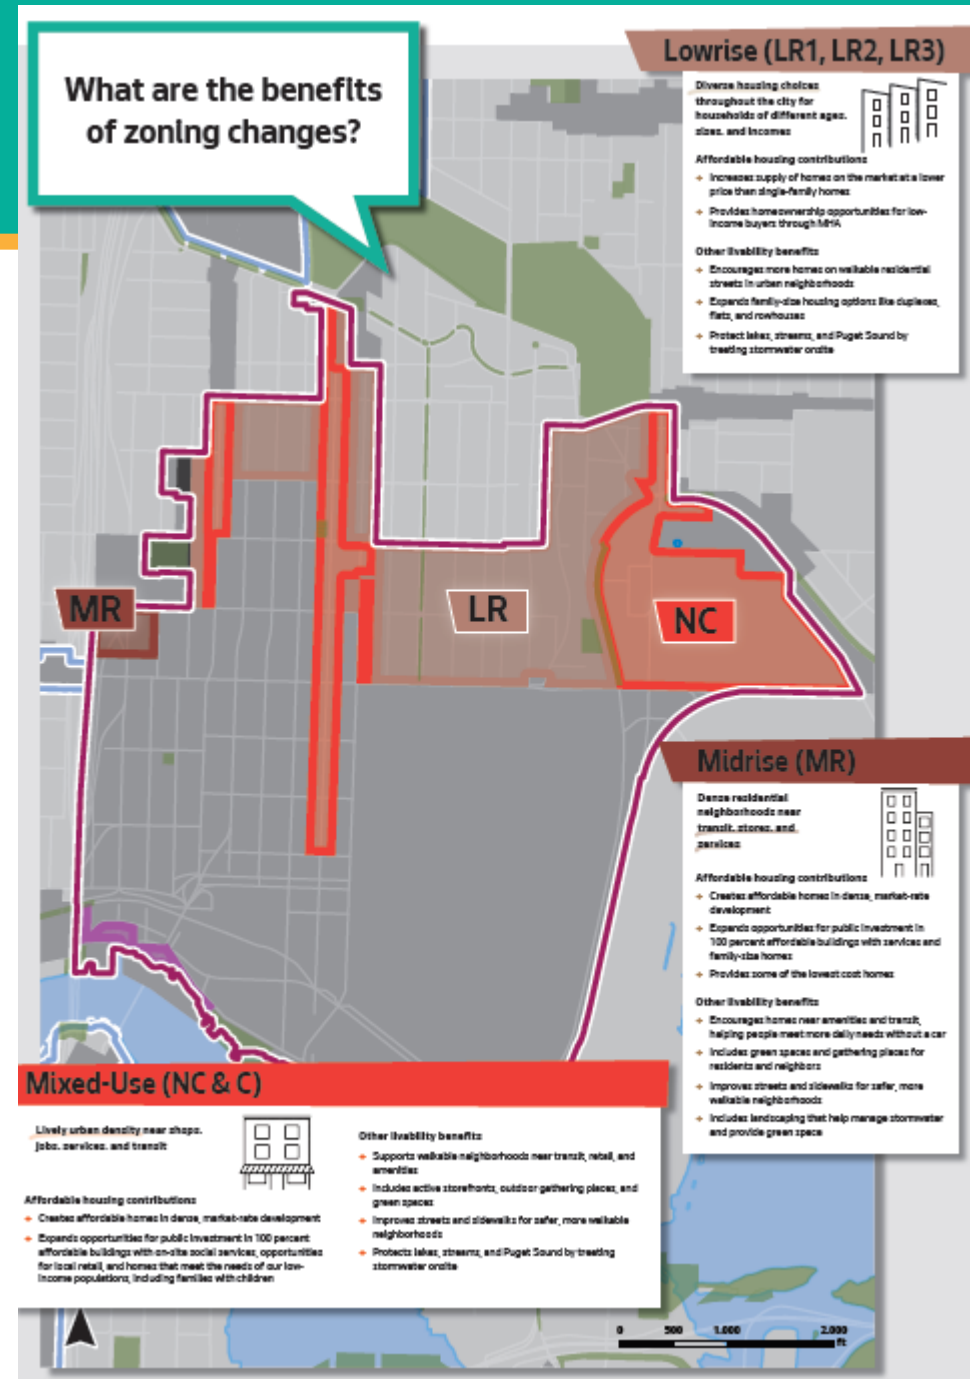 What are the benefits
of zoning changes?
Lowrise (LR1, LR2, LR3)
Diverse housing choices
throughout the city for
households of different ages,
sizes, and incomes
Affordable housing contributions
+ Increases supply of homes on the market at a lower
price than single-family homes
+ Provides homeownership opportunities for low-
income buyers through MHA
Other livability benefits
+ Encourages more homes on walkable residential
streets in urban neighborhoods
+ Expands family-size housing options like duplexes,
flats, and rowhouses
+ Protect lakes, streams, and Puget Sound by
treating stormwater onsite
MR
LR
NC
Midrise (MR)
Dense residential
neighborhoods near
transit, stores, and
services
Affordable housing contributions
+ Creates affordable homes in dense, market-rate
development
+ Expands opportunities for public investment in
100 percent affordable buildings with services and
family-size homes
+ Provides some of the lowest cost homes
Other livability benefits
+ Encourages homes near amenities and transit,
helping people meet more daily needs without a car
+ Includes green spaces and gathering places for
residents and neighbors
+ Improves streets and sidewalks for safer, more
walkable neighborhoods
+ Includes landscaping that help manage stormwater
and provide green space
Mixed-Use (NC & C)
Lively urban density near shops,
jobs, services, and transit
Affordable housing contributions
+ Creates affordable homes in dense, market-rate development
+ Expands opportunities for public investment in 100 percent
affordable buildings with on-site social services, opportunities
for local retail, and homes that meet the needs of our low-
income populations, including families with children
Other livability benefits
+ Supports walkable neighborhoods near transit, retail, and
amenities
+ Includes active storefronts, outdoor gathering places, and
green spaces
+ Improves streets and sidewalks for safer, more walkable
neighborhoods
+ Protects lakes, streams, and Puget Sound by treating
stormwater onsite
0 500 1,000 2,000
ft